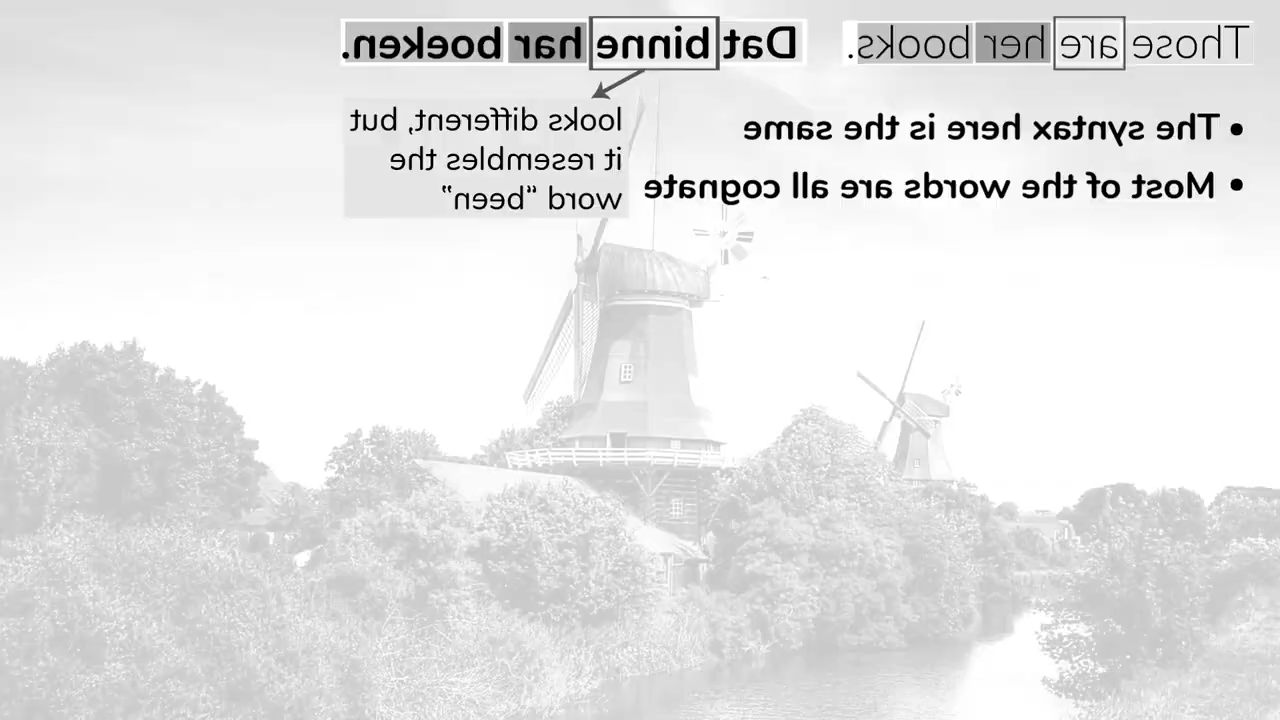 Those are her books. Dat binne har boeken.
• The syntax here is the same
• Most of the words are all cognate
looks different, but
it resembles the
word “been”